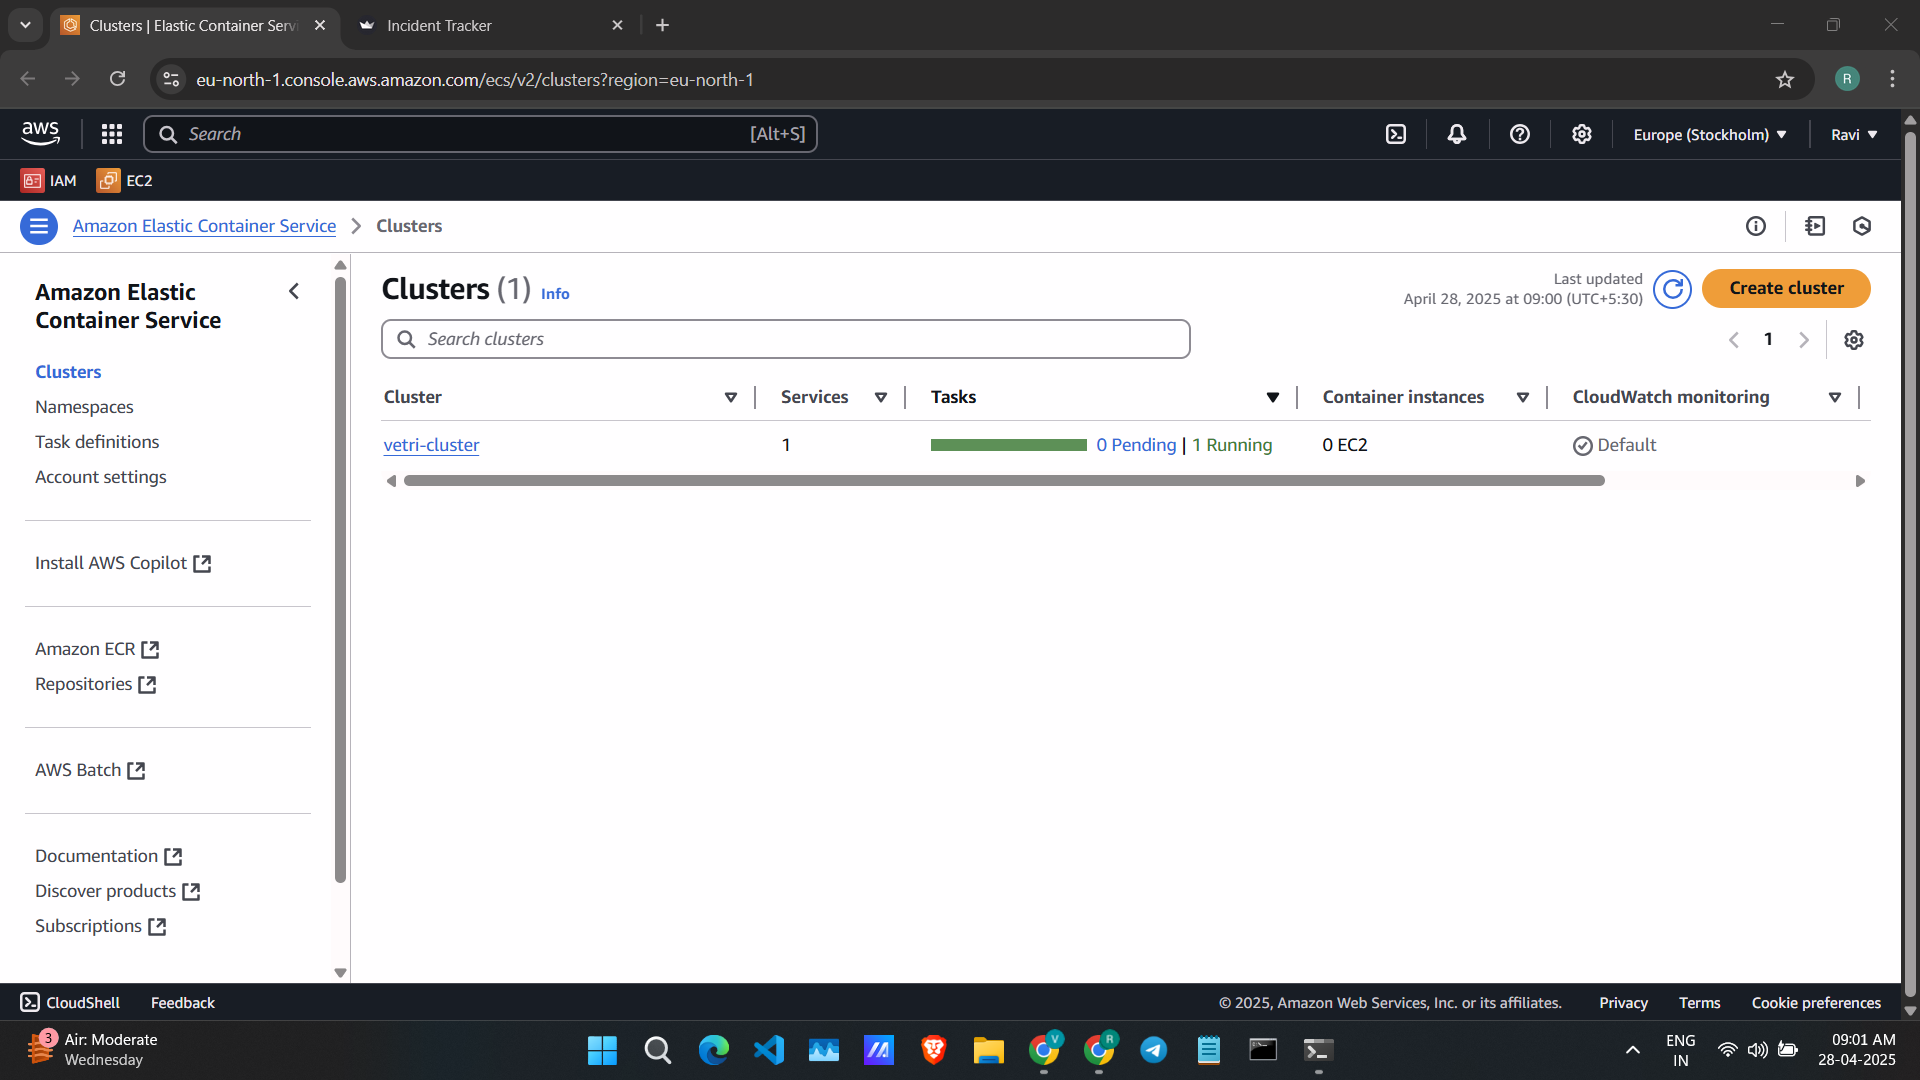 Clusters | Elastic Container Servi
Incident Tracker
eu-north-1.console.aws.amazon.com/ecs/v2/clusters?region=eu-north-1
R
aws
Search
[Alt+S]
Europe (Stockholm)
Ravi
IAM
EC2
Amazon Elastic Container Service
Clusters
Amazon Elastic
Container Service
Clusters
Namespaces
Task definitions
Account settings
Install AWS Copilot
Amazon ECR
Repositories
AWS Batch
Documentation
Discover products
Subscriptions
Clusters (1) Info
Last updated
April 28, 2025 at 09:00 (UTC+5:30)
Create cluster
Search clusters
1
Cluster Services Tasks Container instances CloudWatch monitoring
vetri-cluster 1 0 Pending | 1 Running 0 EC2 Default
CloudShell Feedback © 2025, Amazon Web Services, Inc. or its affiliates. Privacy Terms Cookie preferences
3
Air: Moderate
Wednesday
V
R
ENG
IN
09:01 AM
28-04-2025